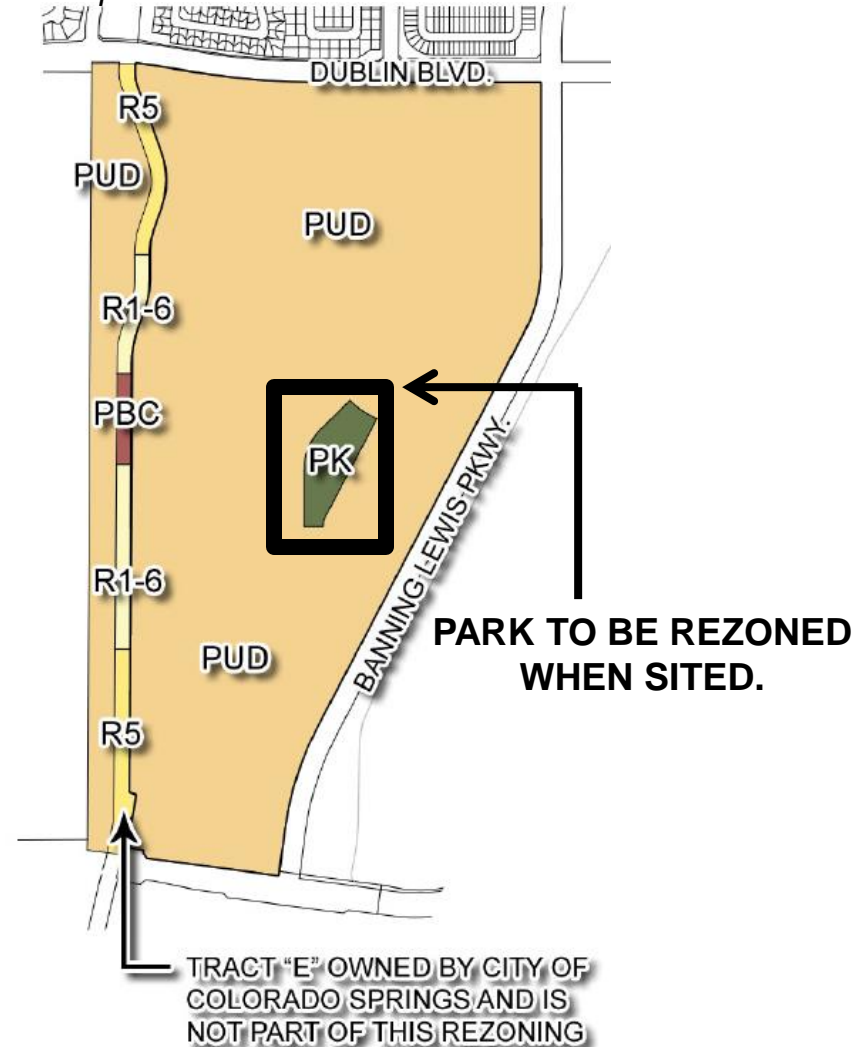 DUBLIN BLVD.
R5
PUD
PUD
R1-6
PBC
PK
BANNING LEWIS PKWY.
R1-6
PARK TO BE REZONED
WHEN SITED.
PUD
R5
TRACT "E" OWNED BY CITY OF
COLORADO SPRINGS AND IS
NOT PART OF THIS REZONING